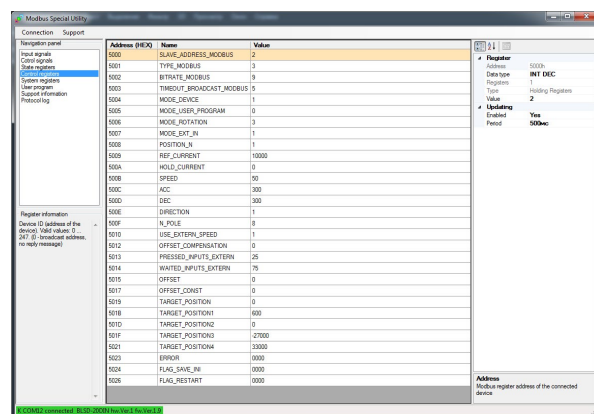 Modbus Special Utility
Connection Support
Navigation panel
Input signals
Cotrol signals
State registers
Control registers
System registers
User program
Support information
Protocol log
Register information
Device ID (address of the
device). Valid values: 0 ...
247. (0 - broadcast address,
no reply message)
Address (HEX) Name Value
5000 SLAVE_ADDRESS_MODBUS 2
5001 TYPE_MODBUS 3
5002 BITRATE_MODBUS 9
5003 TIMEOUT_BROADCAST_MODBUS 5
5004 MODE_DEVICE 1
5005 MODE_USER_PROGRAM 0
5006 MODE_ROTATION 3
5007 MODE_EXT_IN 1
5008 POSITION_N 1
5009 REF_CURRENT 10000
500A HOLD_CURRENT 0
500B SPEED 50
500C ACC 300
500D DEC 300
500E DIRECTION 1
500F N_POLE 8
5010 USE_EXTERN_SPEED 1
5012 OFFSET_COMPENSATION 0
5013 PRESSED_INPUTS_EXTERN 25
5014 WAITED_INPUTS_EXTERN 75
5015 OFFSET 0
5017 OFFSET_CONST 0
5019 TARGET_POSITION 0
501B TARGET_POSITION1 600
501D TARGET_POSITION2 0
501F TARGET_POSITION3 -27000
5021 TARGET_POSITION4 33000
5023 ERROR 0000
5024 FLAG_SAVE_INI 0000
5026 FLAG_RESTART 0000
Register
Address 5000h
Data type INT DEC
Registers 1
Type Holding Registers
Value 2
Updating
Enabled Yes
Period 500мс
Address
Modbus register address of the connected
device
K:COM12 connected BLSD-20DIN hw.Ver.1 fw.Ver.1.9